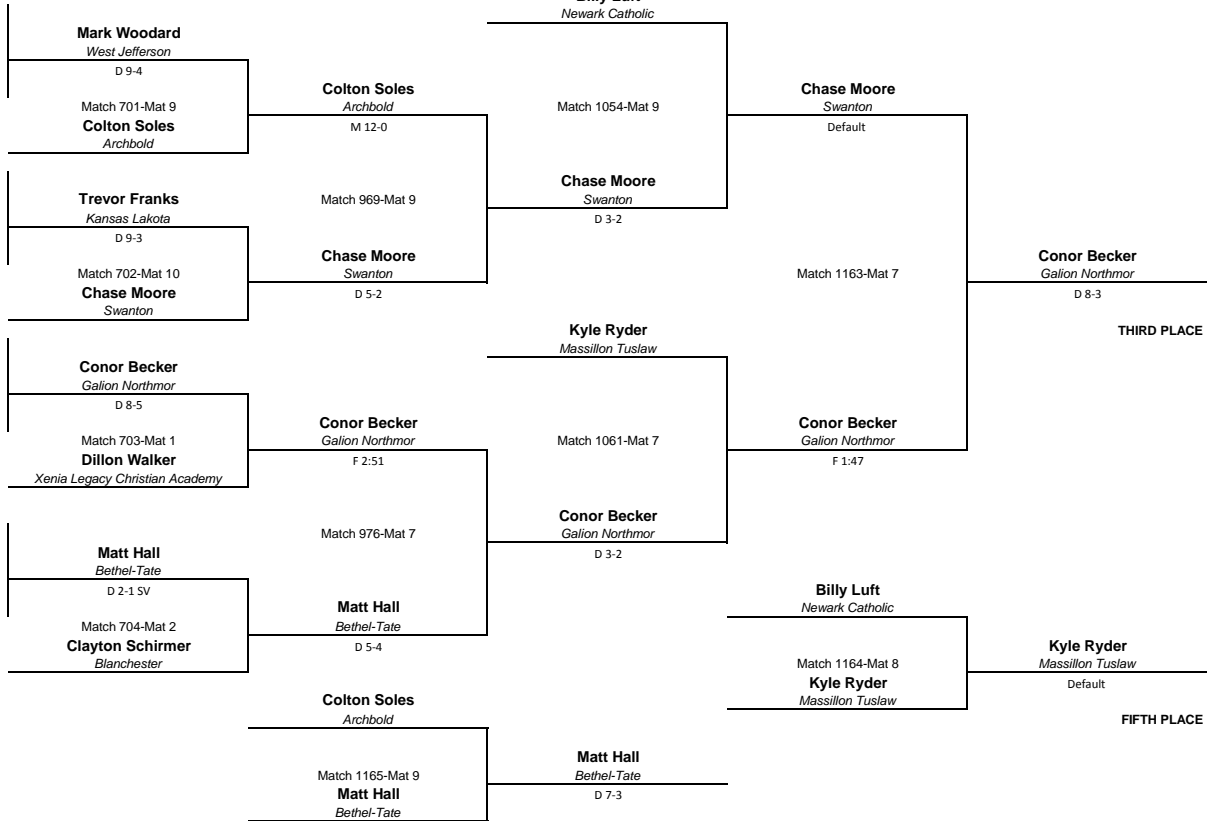 Billy Luft
Newark Catholic
Mark Woodard
West Jefferson
D 9-4
Match 701-Mat 9
Colton Soles
Archbold
Colton Soles
Archbold
M 12-0
Match 1054-Mat 9
Chase Moore
Swanton
Default
Trevor Franks
Kansas Lakota
D 9-3
Match 969-Mat 9
Chase Moore
Swanton
D 3-2
Match 702-Mat 10
Chase Moore
Swanton
Chase Moore
Swanton
D 5-2
Match 1163-Mat 7
Conor Becker
Galion Northmor
D 8-3
THIRD PLACE
Kyle Ryder
Massillon Tuslaw
Conor Becker
Galion Northmor
D 8-5
Match 703-Mat 1
Dillon Walker
Xenia Legacy Christian Academy
Conor Becker
Galion Northmor
F 2:51
Match 1061-Mat 7
Conor Becker
Galion Northmor
F 1:47
Match 976-Mat 7
Conor Becker
Galion Northmor
D 3-2
Matt Hall
Bethel-Tate
D 2-1 SV
Match 704-Mat 2
Clayton Schirmer
Blanchester
Matt Hall
Bethel-Tate
D 5-4
Billy Luft
Newark Catholic
Match 1164-Mat 8
Kyle Ryder
Massillon Tuslaw
Kyle Ryder
Massillon Tuslaw
Default
FIFTH PLACE
Colton Soles
Archbold
Match 1165-Mat 9
Matt Hall
Bethel-Tate
Matt Hall
Bethel-Tate
D 7-3